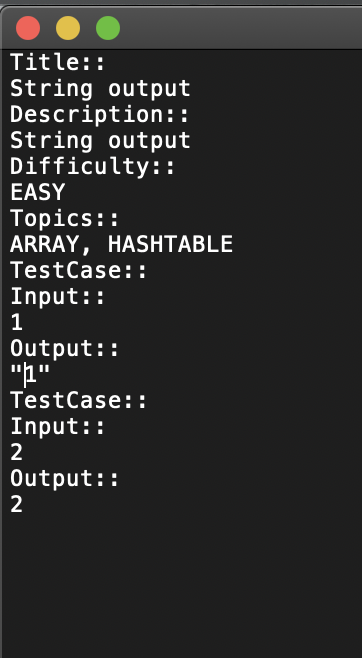 Title::
String output
Description::
String output
Difficulty::
EASY
Topics::
ARRAY, HASHTABLE
TestCase::
Input::
1
Output::
"1"
TestCase::
Input::
2
Output::
2